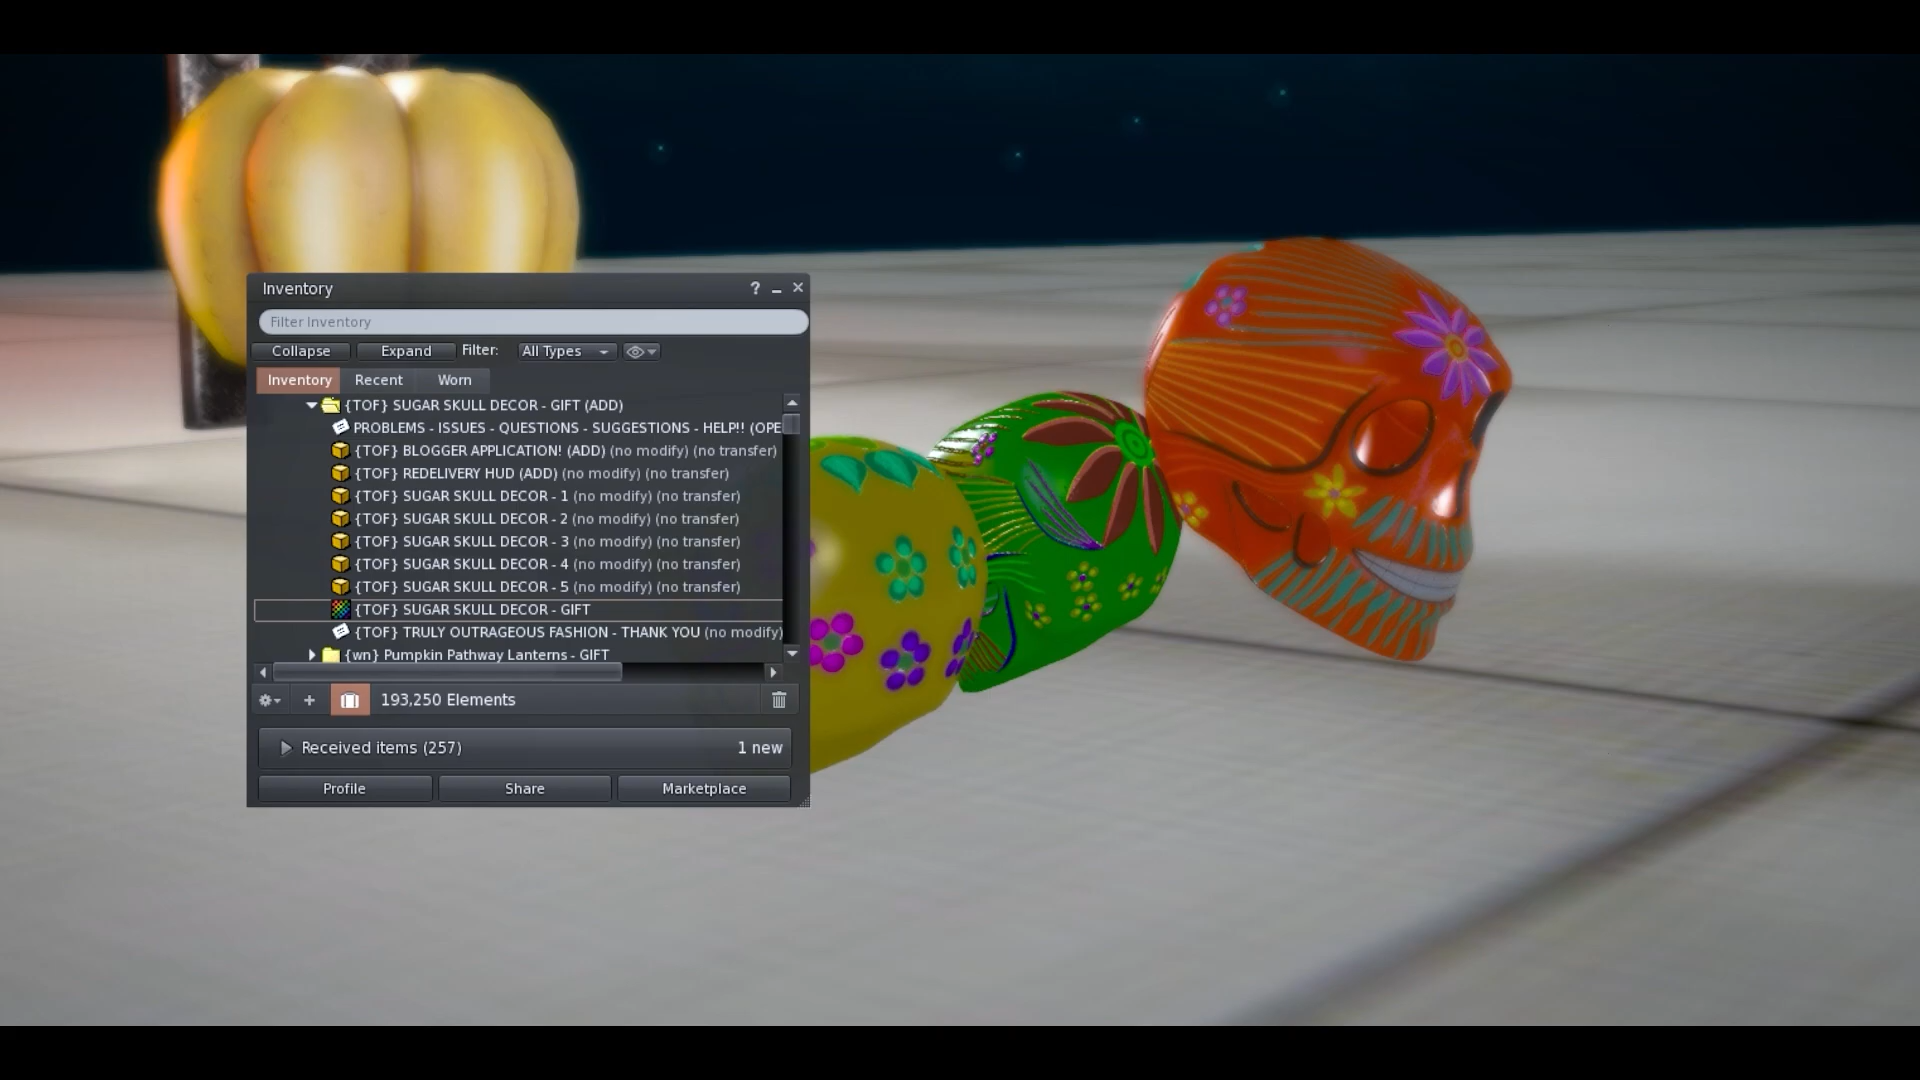 Inventory ?
Filter Inventory
Collapse Expand Filter: All Types
Inventory Recent Worn
{TOF} SUGAR SKULL DECOR - GIFT (ADD)
PROBLEMS - ISSUES - QUESTIONS - SUGGESTIONS - HELP!! (OPE
{TOF} BLOGGER APPLICATION! (ADD) (no modify) (no transfer)
{TOF} REDELIVERY HUD (ADD) (no modify) (no transfer)
{TOF} SUGAR SKULL DECOR - 1 (no modify) (no transfer)
{TOF} SUGAR SKULL DECOR - 2 (no modify) (no transfer)
{TOF} SUGAR SKULL DECOR - 3 (no modify) (no transfer)
{TOF} SUGAR SKULL DECOR - 4 (no modify) (no transfer)
{TOF} SUGAR SKULL DECOR - 5 (no modify) (no transfer)
{TOF} SUGAR SKULL DECOR - GIFT
{TOF} TRULY OUTRAGEOUS FASHION - THANK YOU (no modify)
{wn} Pumpkin Pathway Lanterns - GIFT
193,250 Elements
Received items (257) 1 new
Profile Share Marketplace